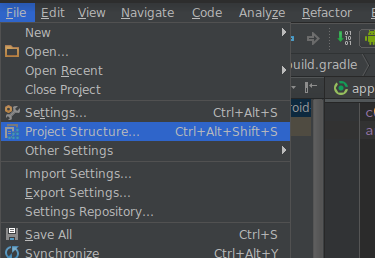 File Edit View Navigate Code Analyze Refactor
New
Open...
Open Recent
build.gradle
Close Project
app
Settings... Ctrl+Alt+S
oid
Project Structure... Ctrl+Alt+Shift+S
Other Settings
Import Settings...
Export Settings...
Settings Repository...
Save All Ctrl+S
Synchronize Ctrl+Alt+Y